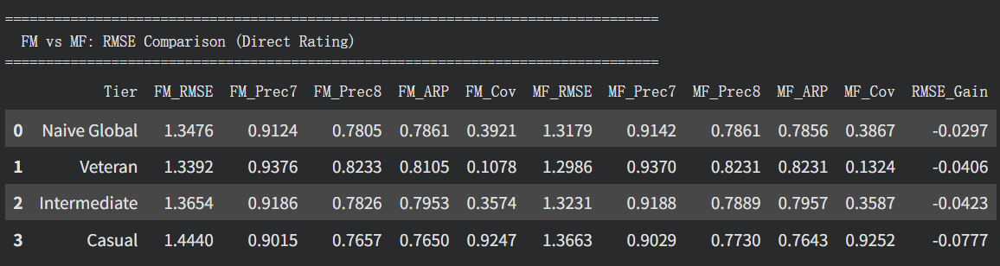 ================================================================================
FM vs MF: RMSE Comparison (Direct Rating)
================================================================================
Tier FM_RMSE FM_Prec7 FM_Prec8 FM_ARP FM_Cov MF_RMSE MF_Prec7 MF_Prec8 MF_ARP MF_Cov RMSE_Gain
0 Naive Global 1.3476 0.9124 0.7805 0.7861 0.3921 1.3179 0.9142 0.7861 0.7856 0.3867 -0.0297
1 Veteran 1.3392 0.9376 0.8233 0.8105 0.1078 1.2986 0.9370 0.8231 0.8231 0.1324 -0.0406
2 Intermediate 1.3654 0.9186 0.7826 0.7953 0.3574 1.3231 0.9188 0.7889 0.7957 0.3587 -0.0423
3 Casual 1.4440 0.9015 0.7657 0.7650 0.9247 1.3663 0.9029 0.7730 0.7643 0.9252 -0.0777